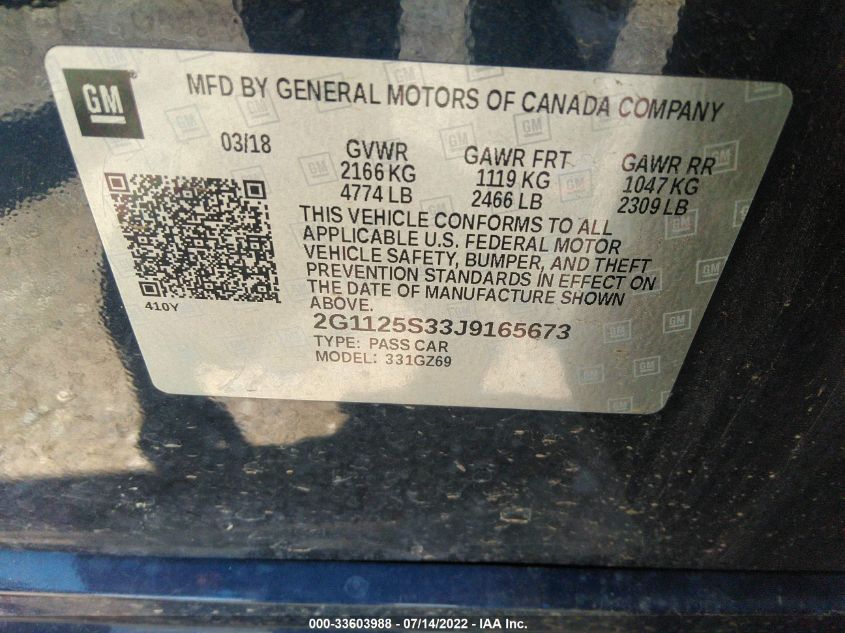 GM
MFD BY GENERAL MOTORS OF CANADA COMPANY
03/18
GVWR
2166 KG
4774 LB
GAWR FRT
1119 KG
2466 LB
GAWR RR
1047 KG
2309 LB
THIS VEHICLE CONFORMS TO ALL
APPLICABLE U.S. FEDERAL MOTOR
VEHICLE SAFETY, BUMPER, AND THEFT
PREVENTION STANDARDS IN EFFECT ON
THE DATE OF MANUFACTURE SHOWN
ABOVE.
410Y
2G1125S33J9165673
TYPE: PASS CAR
MODEL: 331GZ69
000-33603988 - 07/14/2022 - IAA Inc.